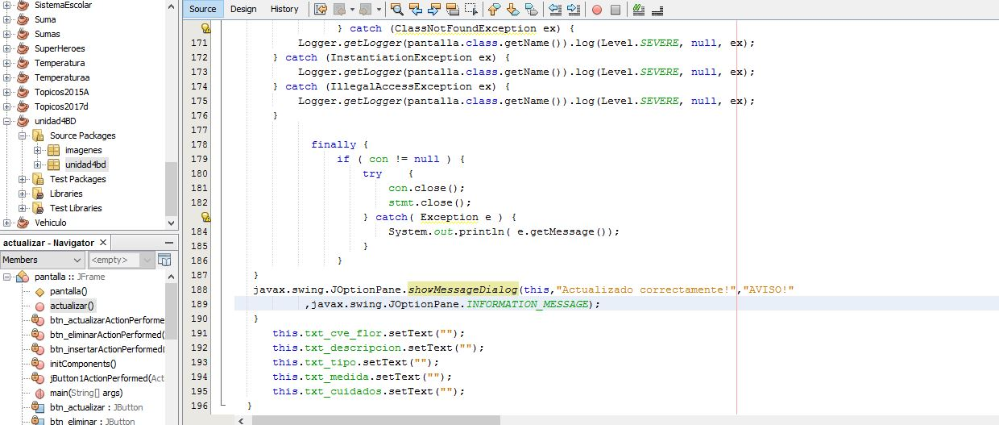 SistemaEscolar
Suma
Sumas
SuperHeroes
Temperatura
Temperaturaa
Topicos2015A
Topicos2017d
unidad4BD
Source Packages
imagenes
unidad4bd
Test Packages
Libraries
Test Libraries
Vehiculo
actualizar - Navigator
Members
<empty>
pantalla :: JFrame
pantalla()
actualizar()
btn_actualizarActionPerforme
btn_eliminarActionPerformed(
btn_insertarActionPerformed(
initComponents()
jButton1ActionPerformed(Act
main(String[] args)
btn_actualizar : JButton
btn_eliminar : JButton
Source Design History
} catch (ClassNotFoundException ex) {
171 Logger.getLogger(pantalla.class.getName()).log(Level.SEVERE, null, ex);
172 } catch (InstantiationException ex) {
173 Logger.getLogger(pantalla.class.getName()).log(Level.SEVERE, null, ex);
174 } catch (IllegalAccessException ex) {
175 Logger.getLogger(pantalla.class.getName()).log(Level.SEVERE, null, ex);
176 }
177
178 finally {
179 if ( con != null ) {
180 try {
181 con.close();
182 stmt.close();
} catch( Exception e ) {
184 System.out.println( e.getMessage());
185 }
186 }
187 }
188 javax.swing.JOptionPane.showMessageDialog(this,"Actualizado correctamente!","AVISO!"
189 ,javax.swing.JOptionPane.INFORMATION_MESSAGE);
190 }
191 this.txt_cve_flor.setText("");
192 this.txt_descripcion.setText("");
193 this.txt_tipo.setText("");
194 this.txt_medida.setText("");
195 this.txt_cuidados.setText("");
196 }